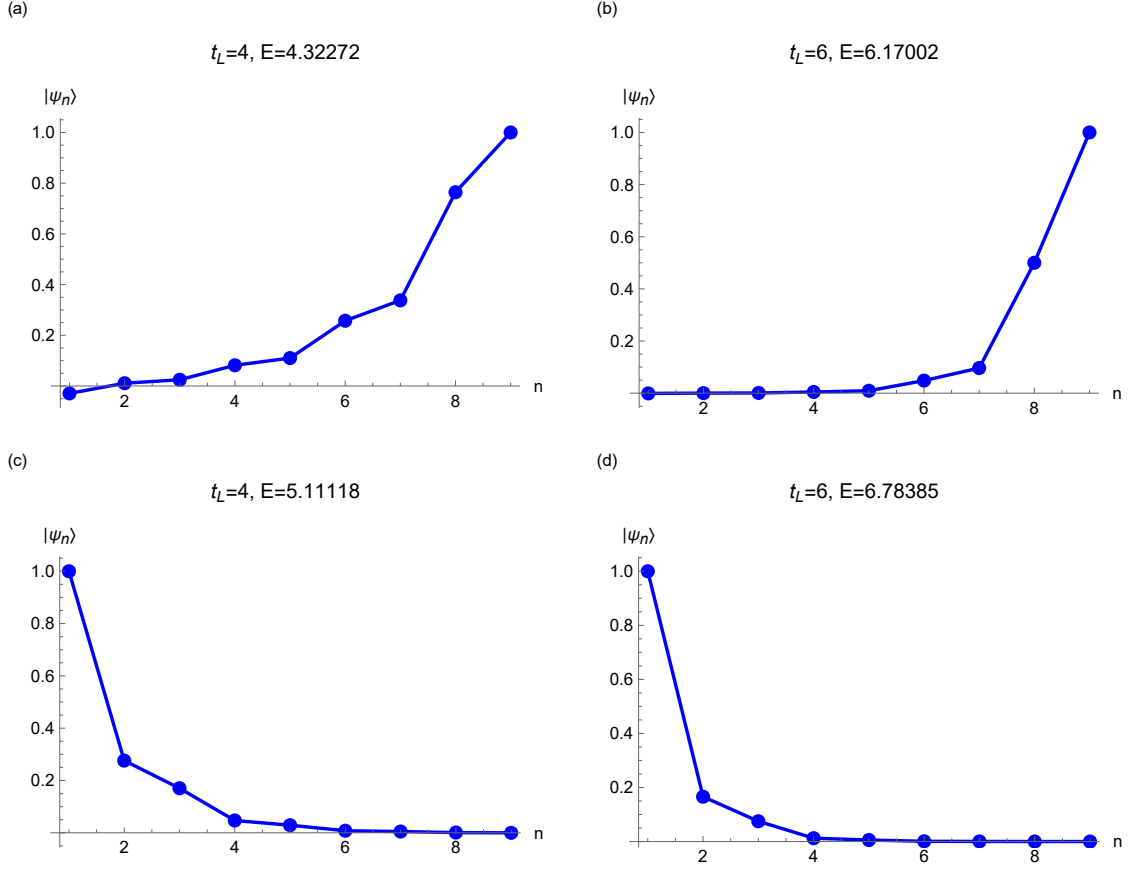 (a)
t_L=4, E=4.32272
|ψ_n⟩
1.0
0.8
0.6
0.4
0.2
2 4 6 8 n
(b)
t_L=6, E=6.17002
|ψ_n⟩
1.0
0.8
0.6
0.4
0.2
2 4 6 8 n
(c)
t_L=4, E=5.11118
|ψ_n⟩
1.0
0.8
0.6
0.4
0.2
2 4 6 8 n
(d)
t_L=6, E=6.78385
|ψ_n⟩
1.0
0.8
0.6
0.4
0.2
2 4 6 8 n